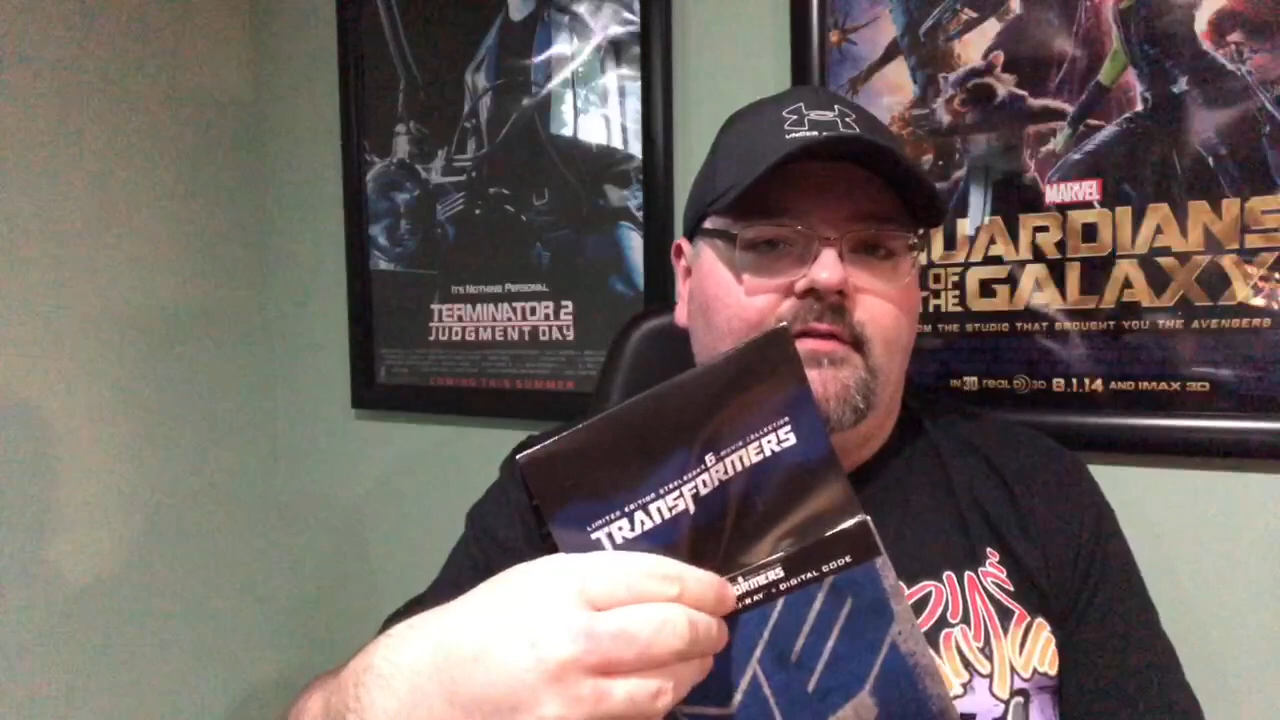 IT'S NOTHING PERSONAL.
TERMINATOR 2
JUDGMENT DAY
COMING THIS SUMMER
UNDER
MARVEL
GUARDIANS
OF THE GALAXY
FROM THE STUDIO THAT BROUGHT YOU THE AVENGERS
IN 3D REAL D 3D 8.1.14 AND IMAX 3D
LIMITED EDITION STEELBOOK 6-MOVIE COLLECTION
TRANSFORMERS
ORMERS
U-RAY + DIGITAL CODE